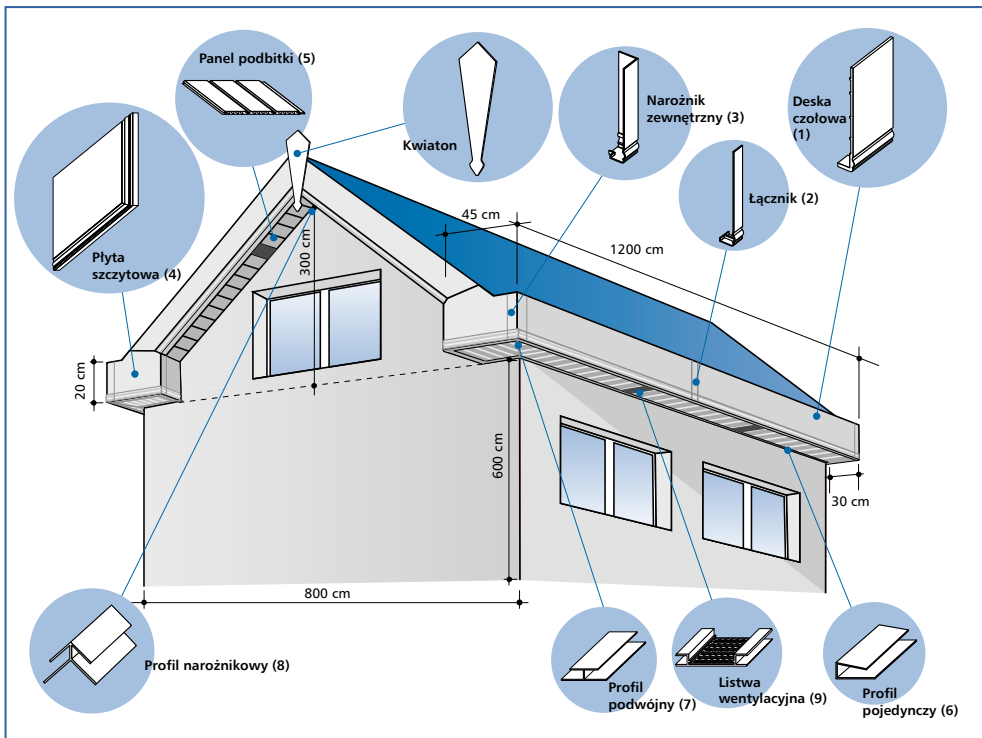 Panel podbitki (5)
Kwiaton
Narożnik
zewnętrzny (3)
Deska
czołowa
(1)
Łącznik (2)
Płyta
szczytowa (4)
45 cm
1200 cm
300 cm
20 cm
600 cm
30 cm
800 cm
Profil narożnikowy (8)
Profil
podwójny (7)
Listwa
wentylacyjna (9)
Profil
pojedynczy (6)